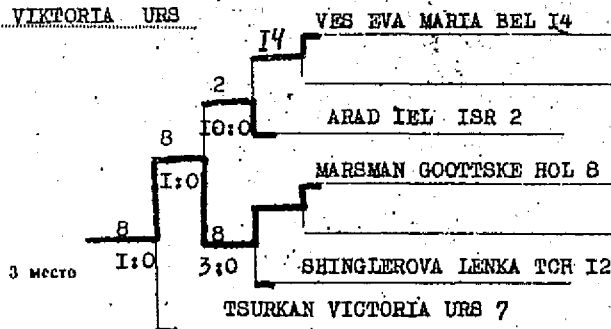 VIKTORIA URS
VES EVA MARIA BEL I4
I4
2
ARAD IEL ISR 2
I0:0
8
MARSMAN GOOTTSKE HOL 8
I:0
8
8
3 место
I:0
3:0
SHINGLEROVA LENKA TCH I2
TSURKAN VICTORIA URS 7